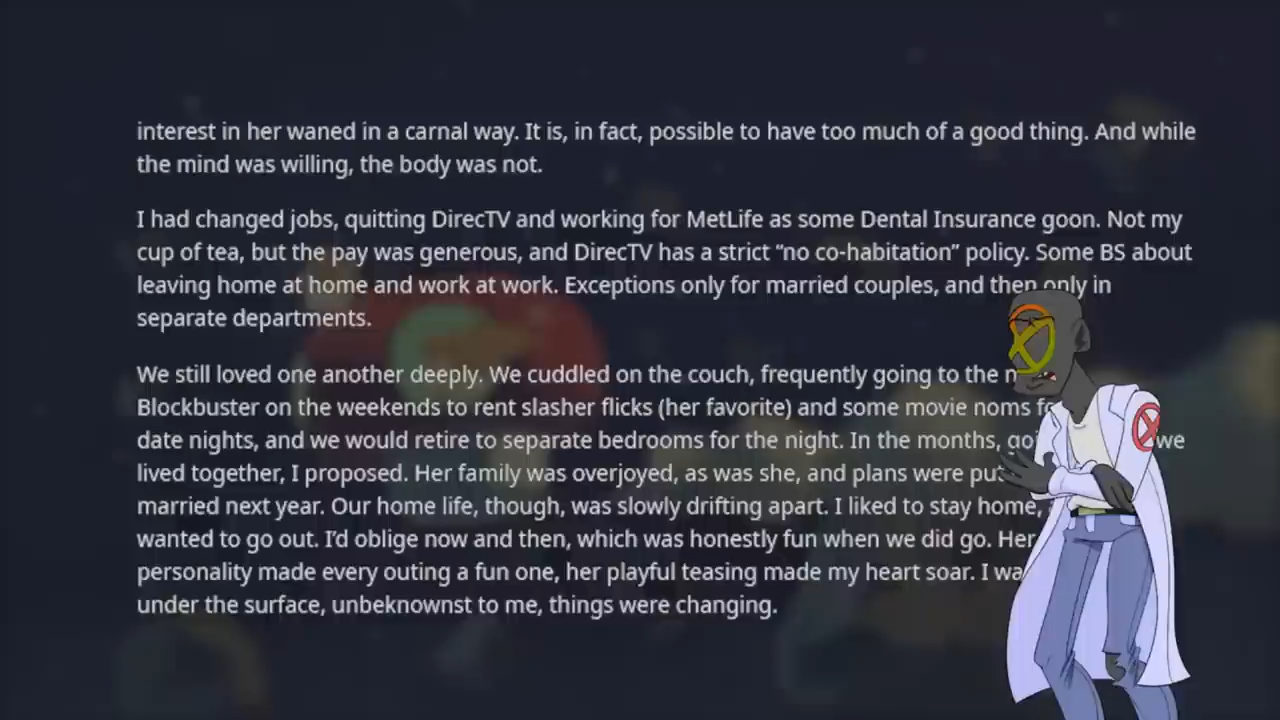 interest in her waned in a carnal way. It is, in fact, possible to have too much of a good thing. And while
the mind was willing, the body was not.
I had changed jobs, quitting DirecTV and working for MetLife as some Dental Insurance goon. Not my
cup of tea, but the pay was generous, and DirecTV has a strict “no co-habitation” policy. Some BS about
leaving home at home and work at work. Exceptions only for married couples, and then only in
separate departments.
We still loved one another deeply. We cuddled on the couch, frequently going to the
Blockbuster on the weekends to rent slasher flicks (her favorite) and some movie noms
date nights, and we would retire to separate bedrooms for the night. In the months, we
lived together, I proposed. Her family was overjoyed, as was she, and plans were put
married next year. Our home life, though, was slowly drifting apart. I liked to stay home,
wanted to go out. I’d oblige now and then, which was honestly fun when we did go. Her
personality made every outing a fun one, her playful teasing made my heart soar. I
under the surface, unbeknownst to me, things were changing.